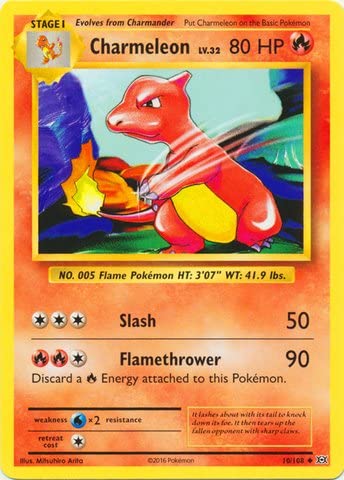 STAGE 1 Evolves from Charmander Put Charmeleon on the Basic Pokémon
Charmeleon LV.32 80 HP
NO. 005 Flame Pokémon HT: 3'07" WT: 41.9 lbs.
Slash 50
Flamethrower 90
Discard a Energy attached to this Pokémon.
weakness ×2 resistance
retreat
cost
It lashes about with its tail to knock
down its foe. It then tears up the
fallen opponent with sharp claws.
Illus. Mitsuhiro Arita ©2016 Pokémon 10/108